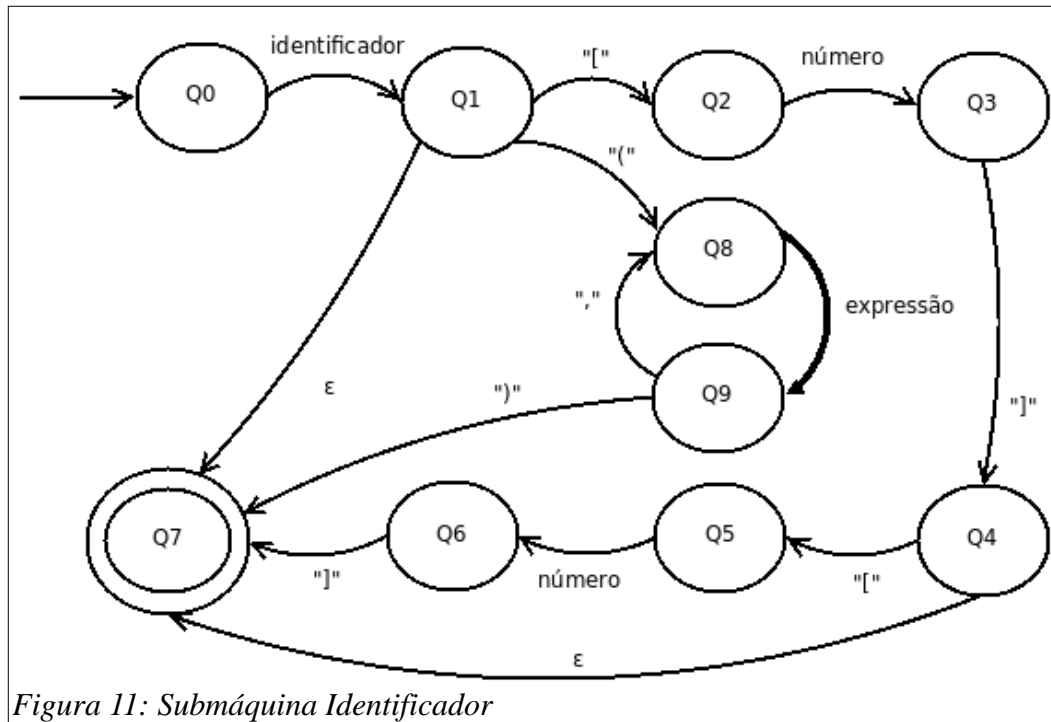 identificador
"["
número
Q0
Q1
Q2
Q3
"("
Q8
","
expressão
ε
")"
Q9
"]"
Q7
Q6
Q5
Q4
"]"
número
"["
ε
Figura 11: Submáquina Identificador